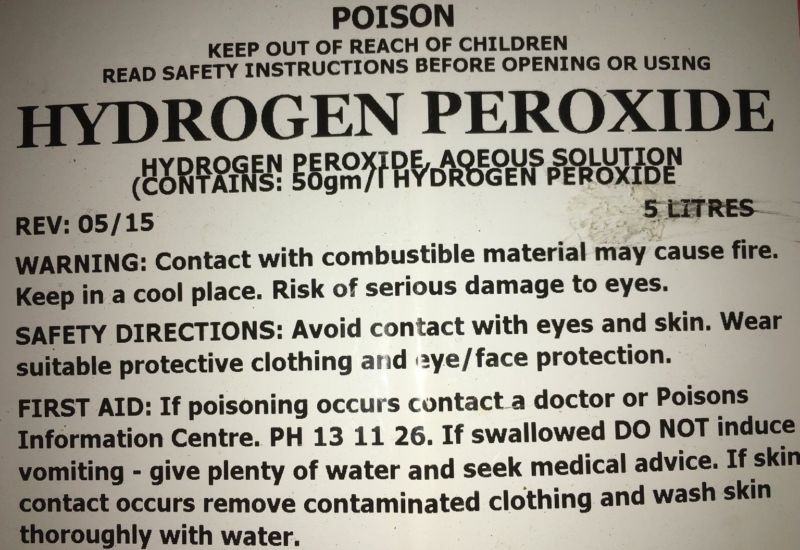 POISON
KEEP OUT OF REACH OF CHILDREN
READ SAFETY INSTRUCTIONS BEFORE OPENING OR USING
HYDROGEN PEROXIDE
HYDROGEN PEROXIDE, AQEOUS SOLUTION
(CONTAINS: 50gm/l HYDROGEN PEROXIDE
5 LITRES
REV: 05/15
WARNING: Contact with combustible material may cause fire.
Keep in a cool place. Risk of serious damage to eyes.
SAFETY DIRECTIONS: Avoid contact with eyes and skin. Wear
suitable protective clothing and eye/face protection.
FIRST AID: If poisoning occurs contact a doctor or Poisons
Information Centre. PH 13 11 26. If swallowed DO NOT induce
vomiting - give plenty of water and seek medical advice. If skin
contact occurs remove contaminated clothing and wash skin
thoroughly with water.